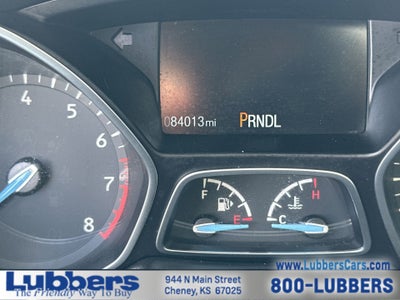 4
5
6
7
8
084013mi PRNDL
F H
E C
Lubbers
The Friendly Way To Buy
944 N Main Street
Cheney, KS 67025
www.LubbersCars.com
800-LUBBERS